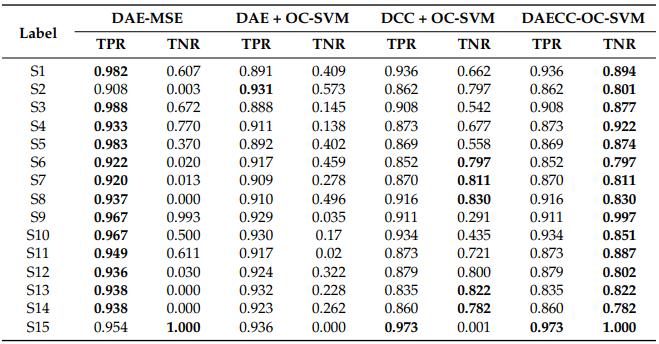 Label DAE-MSE DAE + OC-SVM DCC + OC-SVM DAECC-OC-SVM
TPR TNR TPR TNR TPR TNR TPR TNR
S1 0.982 0.607 0.891 0.409 0.936 0.662 0.936 0.894
S2 0.908 0.003 0.931 0.573 0.862 0.797 0.862 0.801
S3 0.988 0.672 0.888 0.145 0.908 0.542 0.908 0.877
S4 0.933 0.770 0.911 0.138 0.873 0.677 0.873 0.922
S5 0.983 0.370 0.892 0.402 0.869 0.558 0.869 0.874
S6 0.922 0.020 0.917 0.459 0.852 0.797 0.852 0.797
S7 0.920 0.013 0.909 0.278 0.870 0.811 0.870 0.811
S8 0.937 0.000 0.910 0.496 0.916 0.830 0.916 0.830
S9 0.967 0.993 0.929 0.035 0.911 0.291 0.911 0.997
S10 0.967 0.500 0.930 0.17 0.934 0.435 0.934 0.851
S11 0.949 0.611 0.917 0.02 0.873 0.721 0.873 0.887
S12 0.936 0.030 0.924 0.322 0.879 0.800 0.879 0.802
S13 0.938 0.000 0.932 0.228 0.835 0.822 0.835 0.822
S14 0.938 0.000 0.923 0.262 0.860 0.782 0.860 0.782
S15 0.954 1.000 0.936 0.000 0.973 0.001 0.973 1.000